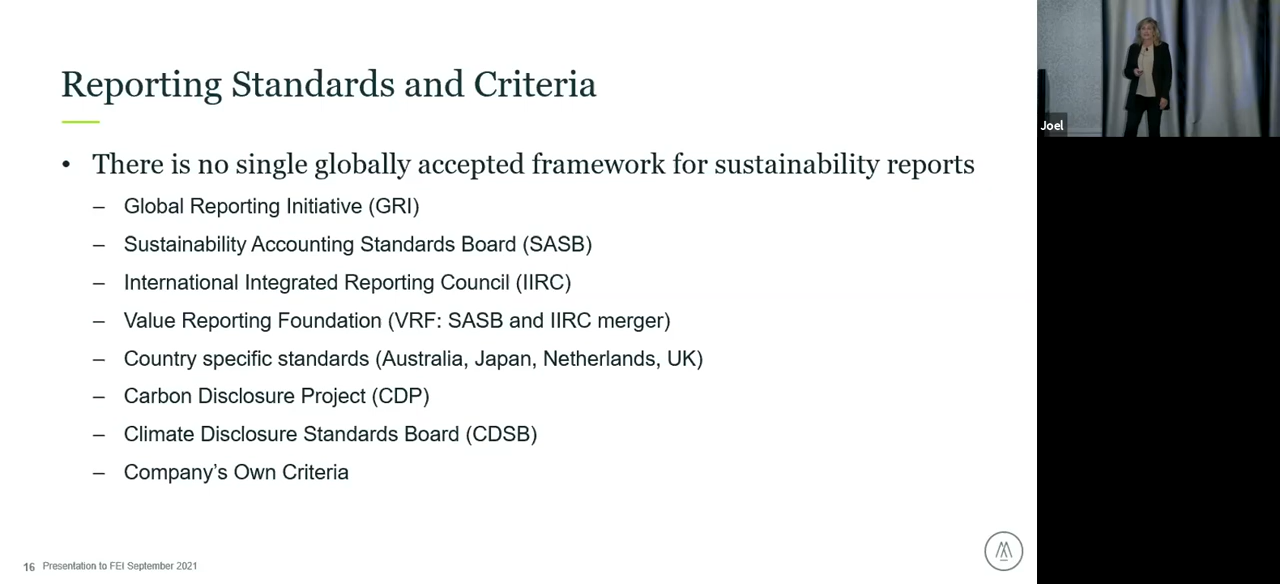 Reporting Standards and Criteria
• There is no single globally accepted framework for sustainability reports
– Global Reporting Initiative (GRI)
– Sustainability Accounting Standards Board (SASB)
– International Integrated Reporting Council (IIRC)
– Value Reporting Foundation (VRF: SASB and IIRC merger)
– Country specific standards (Australia, Japan, Netherlands, UK)
– Carbon Disclosure Project (CDP)
– Climate Disclosure Standards Board (CDSB)
– Company’s Own Criteria
16 Presentation to FEI September 2021
Joel